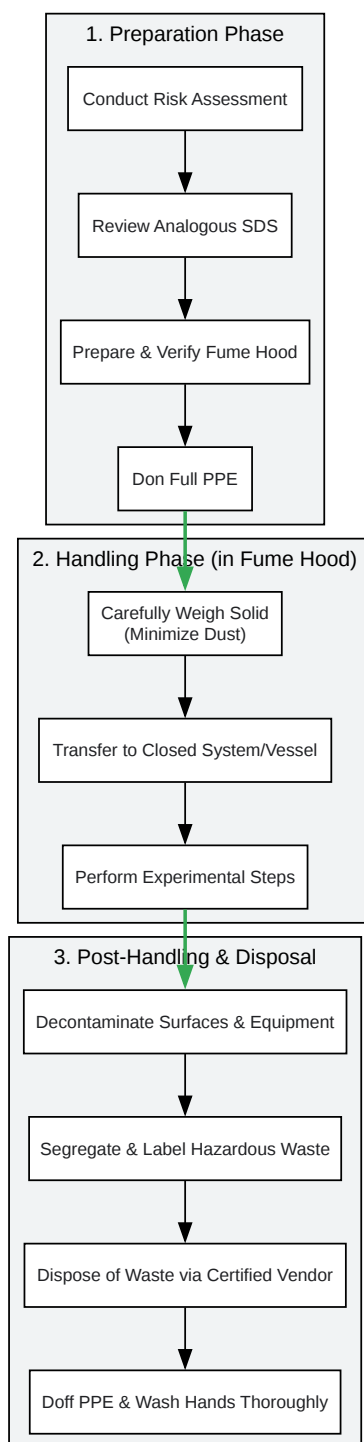 1. Preparation Phase
Conduct Risk Assessment
Review Analogous SDS
Prepare & Verify Fume Hood
Don Full PPE
2. Handling Phase (in Fume Hood)
Carefully Weigh Solid
(Minimize Dust)
Transfer to Closed System/Vessel
Perform Experimental Steps
3. Post-Handling & Disposal
Decontaminate Surfaces & Equipment
Segregate & Label Hazardous Waste
Dispose of Waste via Certified Vendor
Doff PPE & Wash Hands Thoroughly